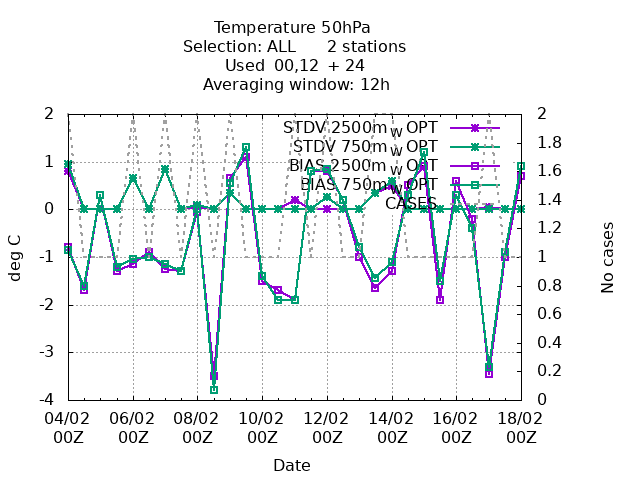 Temperature 50hPa
Selection: ALL 2 stations
Used 00,12 + 24
Averaging window: 12h
STDV 2500m_W OPT
STDV 750m_W OPT
BIAS 2500m_W OPT
BIAS 750m_W OPT
CASES
deg C
2
1
0
-1
-2
-3
-4
No cases
2
1.8
1.6
1.4
1.2
1
0.8
0.6
0.4
0.2
0
04/02 06/02 08/02 10/02 12/02 14/02 16/02 18/02
00Z 00Z 00Z 00Z 00Z 00Z 00Z 00Z
Date